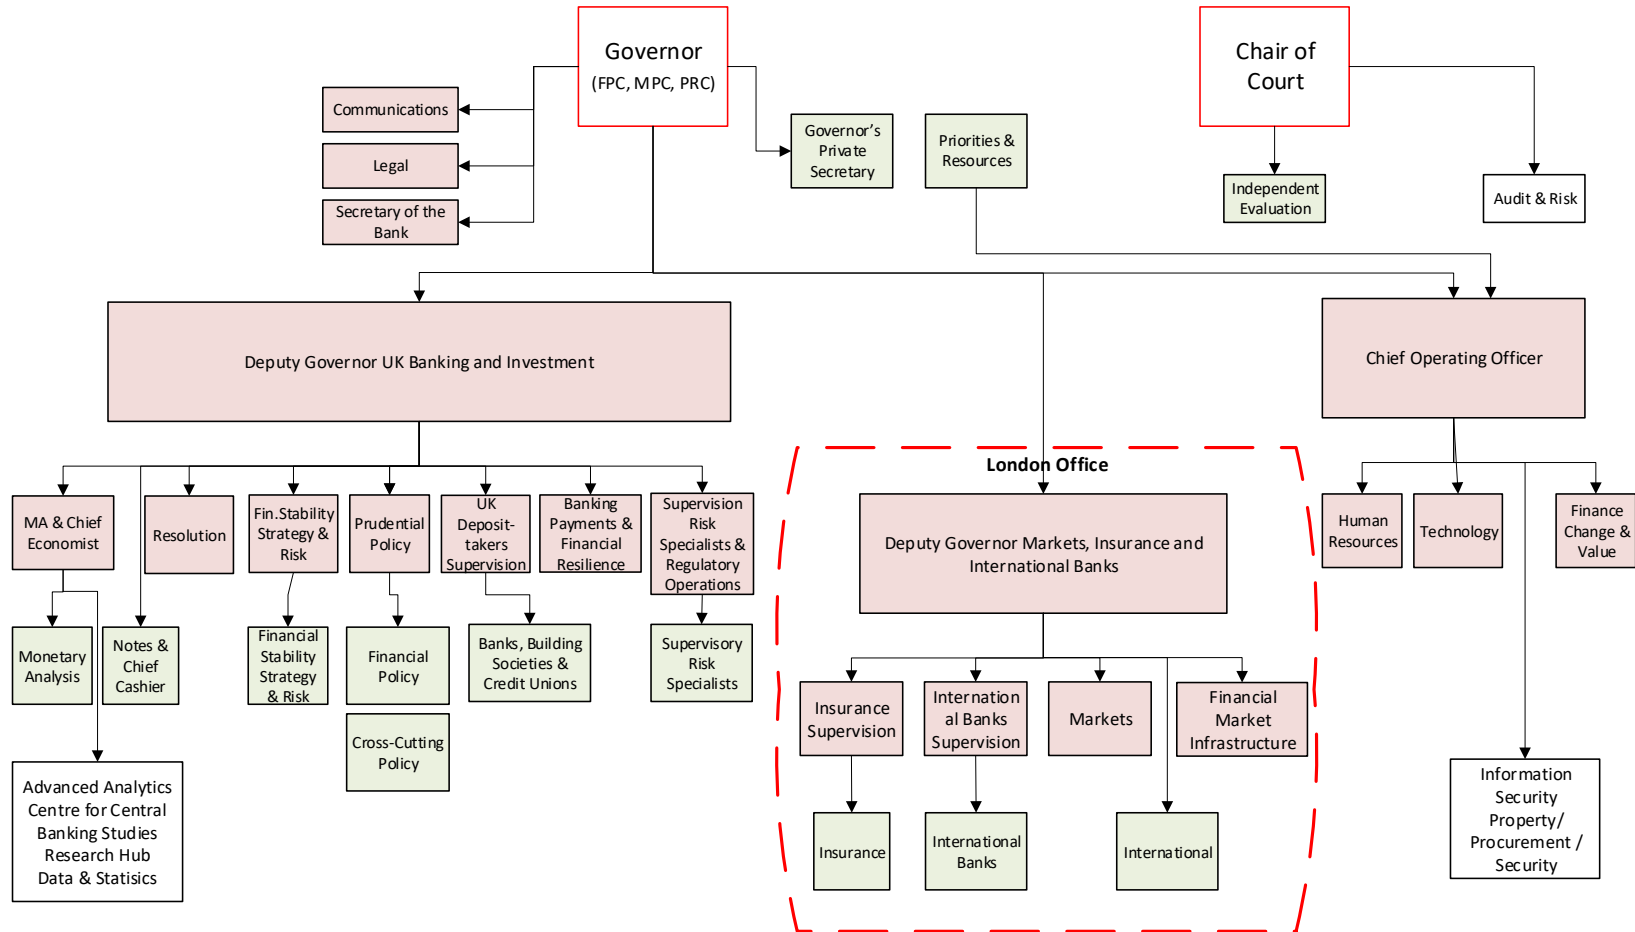 Governor
(FPC, MPC, PRC)
Chair of
Court
Communications
Legal
Secretary of the
Bank
Governor's
Private
Secretary
Priorities &
Resources
Independent
Evaluation
Audit & Risk
Deputy Governor UK Banking and Investment
Chief Operating Officer
London Office
MA & Chief
Economist
Resolution
Fin.Stability
Strategy &
Risk
Prudential
Policy
UK
Deposit-
takers
Supervision
Banking
Payments &
Financial
Resilience
Supervision
Risk
Specialists &
Regulatory
Operations
Deputy Governor Markets, Insurance and
International Banks
Human
Resources
Technology
Finance
Change &
Value
Monetary
Analysis
Notes &
Chief
Cashier
Financial
Stability
Strategy
& Risk
Financial
Policy
Banks, Building
Societies &
Credit Unions
Supervisory
Risk
Specialists
Cross-Cutting
Policy
Insurance
Supervision
Internation
al Banks
Supervision
Markets
Financial
Market
Infrastructure
Advanced Analytics
Centre for Central
Banking Studies
Research Hub
Data & Statisics
Insurance
International
Banks
International
Information
Security
Property/
Procurement /
Security